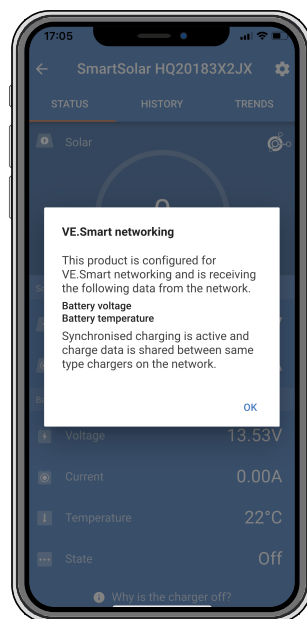 17:05
SmartSolar HQ20183X2JX
STATUS HISTORY TRENDS
Solar
VE.Smart networking
This product is configured for
VE.Smart networking and is receiving
the following data from the network.
Battery voltage
Battery temperature
Synchronised charging is active and
charge data is shared between same
type chargers on the network.
OK
Voltage 13.53V
Current 0.00A
Temperature 22°C
State Off
Why is the charger off?